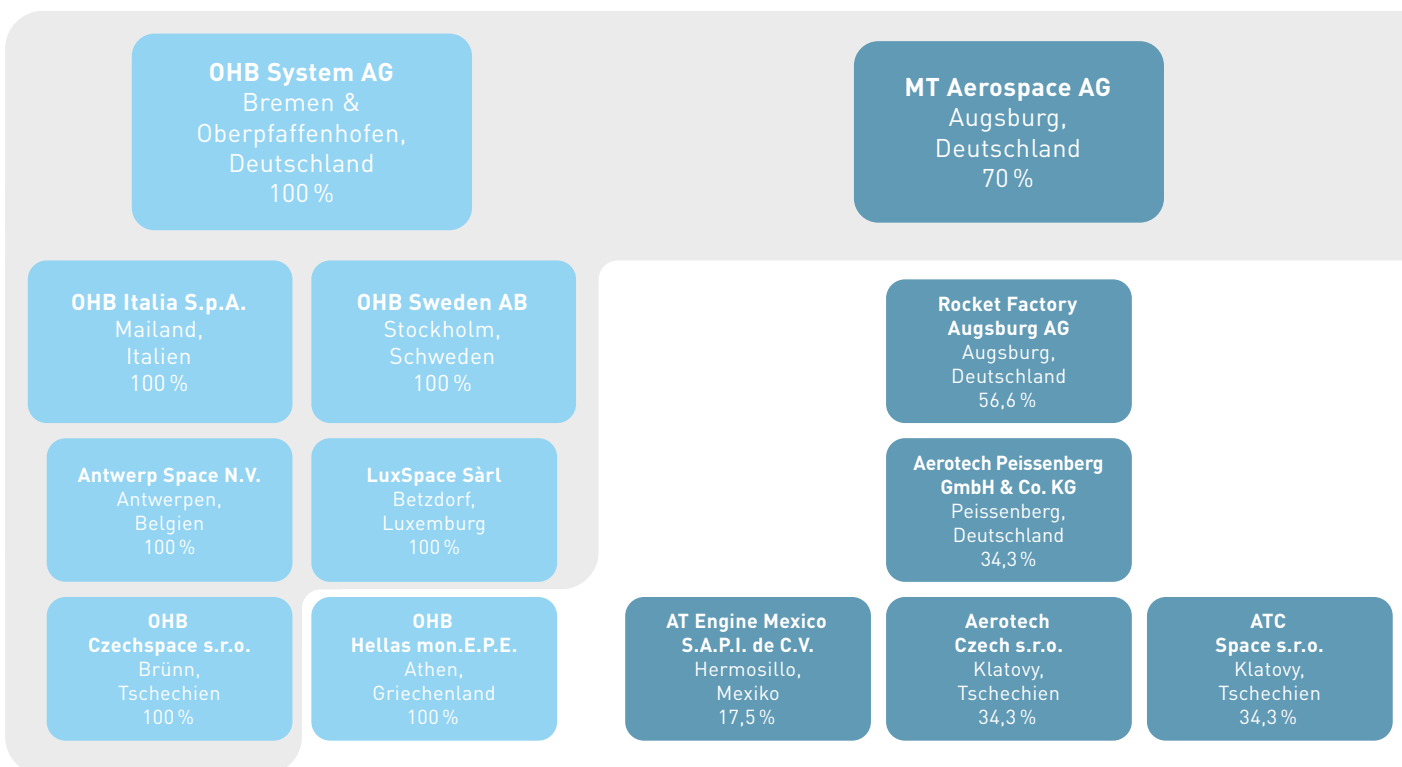 OHB System AG
Bremen &
Oberpfaffenhofen,
Deutschland
100 %
MT Aerospace AG
Augsburg,
Deutschland
70 %
OHB Italia S.p.A.
Mailand,
Italien
100 %
OHB Sweden AB
Stockholm,
Schweden
100 %
Rocket Factory
Augsburg AG
Augsburg,
Deutschland
56,6 %
Antwerp Space N.V.
Antwerpen,
Belgien
100 %
LuxSpace Sàrl
Betzdorf,
Luxemburg
100 %
Aerotech Peissenberg
GmbH & Co. KG
Peissenberg,
Deutschland
34,3 %
OHB
Czechspace s.r.o.
Brünn,
Tschechien
100 %
OHB
Hellas mon.E.P.E.
Athen,
Griechenland
100 %
AT Engine Mexico
S.A.P.I. de C.V.
Hermosillo,
Mexiko
17,5 %
Aerotech
Czech s.r.o.
Klatovy,
Tschechien
34,3 %
ATC
Space s.r.o.
Klatovy,
Tschechien
34,3 %